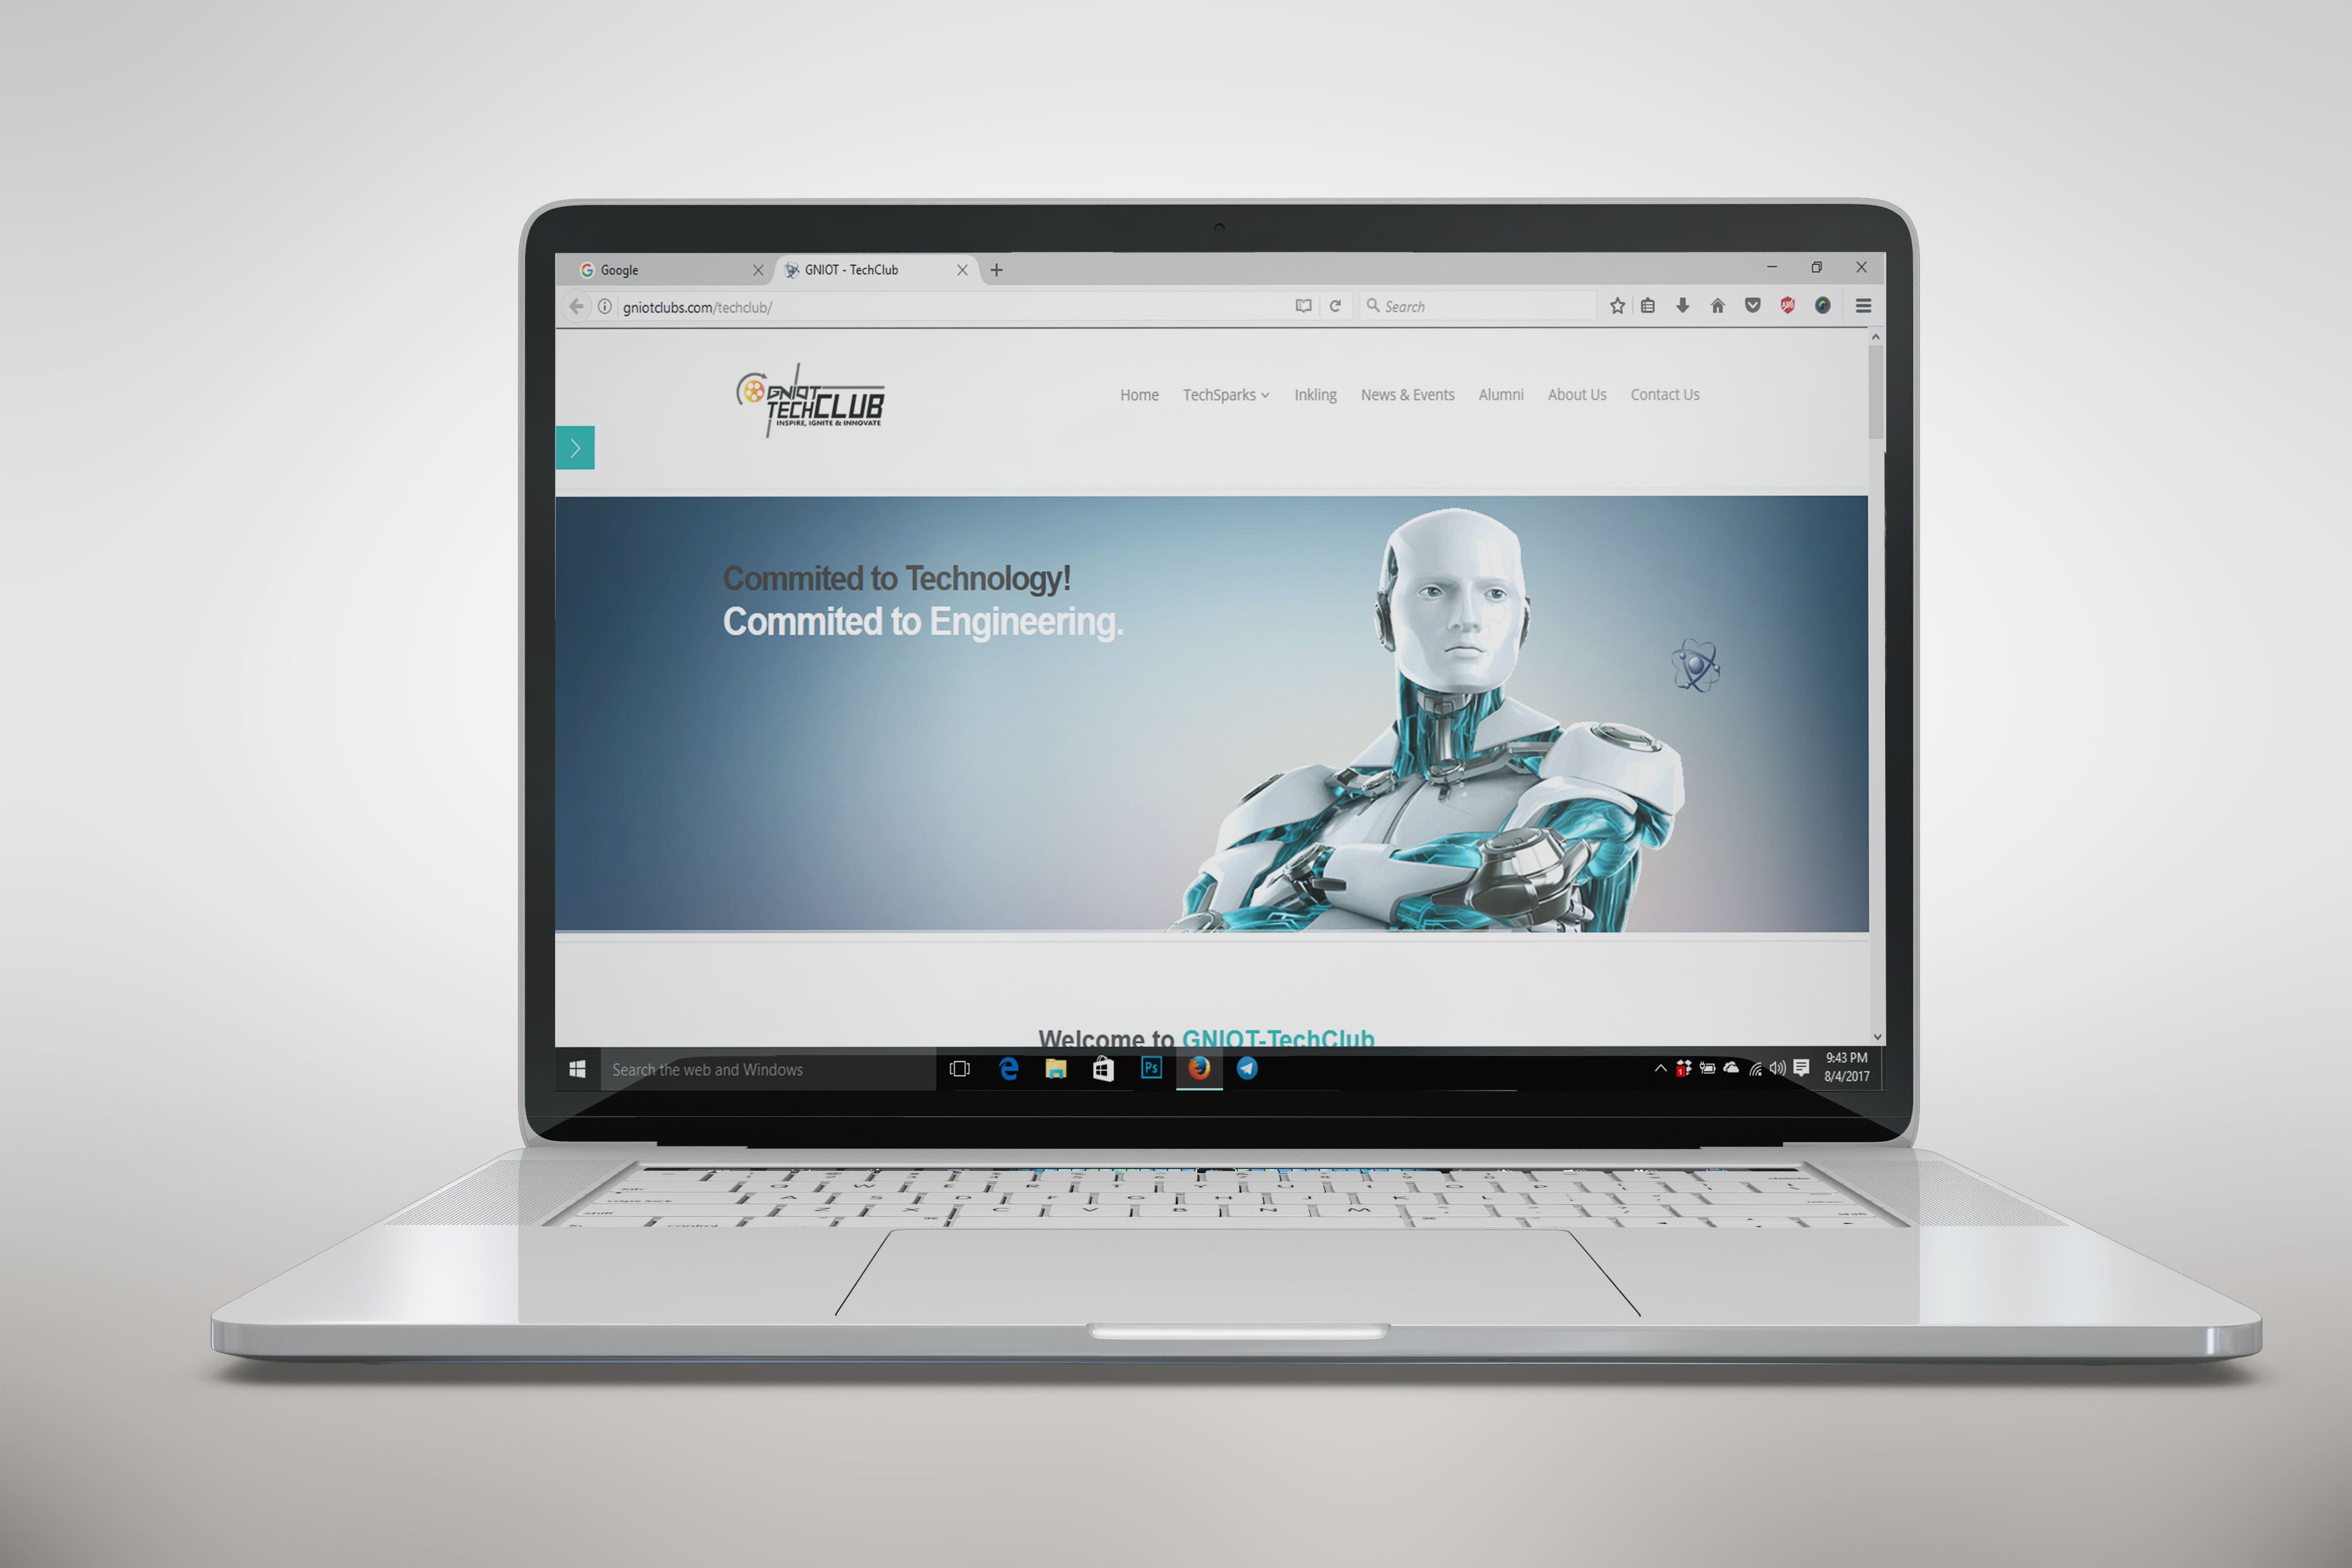 Google
GNIOT - TechClub
gniotclubs.com/techclub/
Search
GNIOT
TECHCLUB
INSPIRE, IGNITE & INNOVATE
Home TechSparks Inkling News & Events Alumni About Us Contact Us
Commited to Technology!
Commited to Engineering.
Welcome to GNIOT-TechClub
Search the web and Windows
Ps
1
9:43 PM
8/4/2017
Q W E R T Y U I O P
A S D F G H J K L
Z X C V B N M